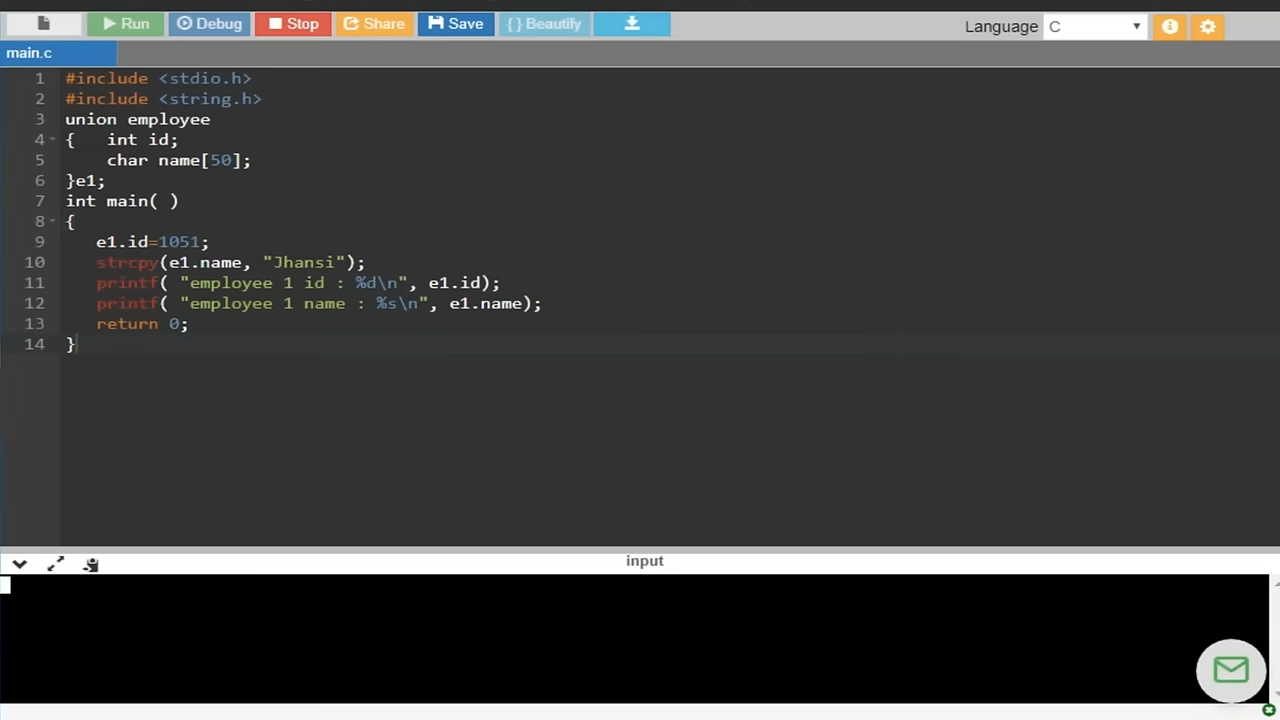 Run Debug Stop Share Save { } Beautify Language C
main.c
1 #include <stdio.h>
2 #include <string.h>
3 union employee
4 { int id;
5 char name[50];
6 }e1;
7 int main( )
8 {
9 e1.id=1051;
10 strcpy(e1.name, "Jhansi");
11 printf( "employee 1 id : %d\n", e1.id);
12 printf( "employee 1 name : %s\n", e1.name);
13 return 0;
14 }
input